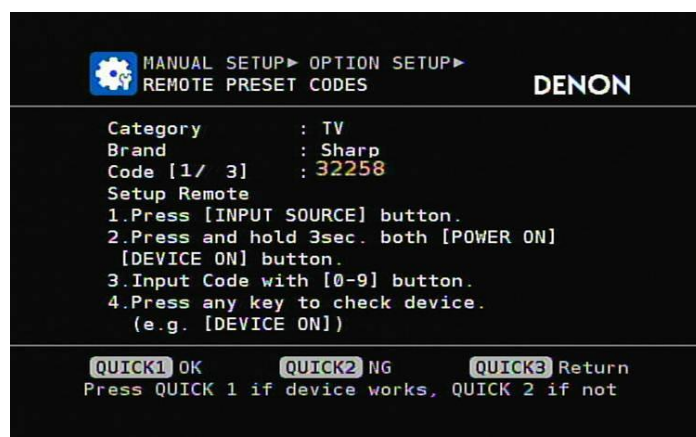 MANUAL SETUP► OPTION SETUP►
REMOTE PRESET CODES
DENON
Category : TV
Brand : Sharp
Code [1/ 3] : 32258
Setup Remote
1.Press [INPUT SOURCE] button.
2.Press and hold 3sec. both [POWER ON]
[DEVICE ON] button.
3.Input Code with [0-9] button.
4.Press any key to check device.
(e.g. [DEVICE ON])
QUICK1 OK QUICK2 NG QUICK3 Return
Press QUICK 1 if device works, QUICK 2 if not